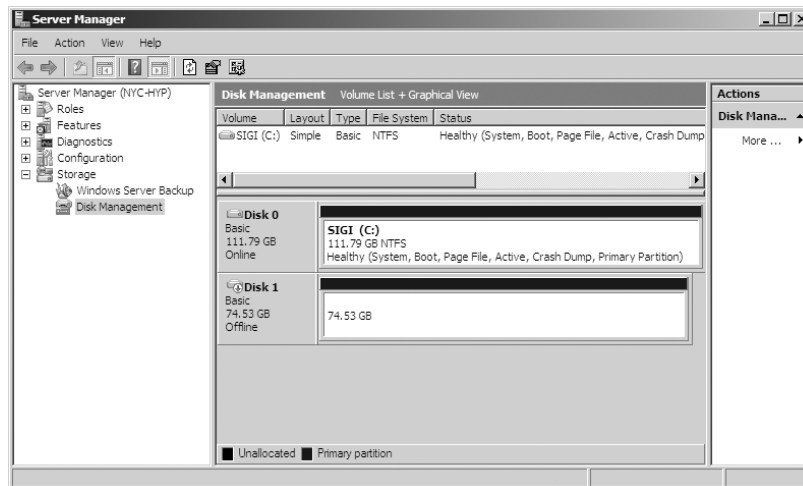 Server Manager
File Action View Help
Server Manager (NYC-HYP)
Roles
Features
Diagnostics
Configuration
Storage
Windows Server Backup
Disk Management
Disk Management Volume List + Graphical View
Volume Layout Type File System Status
SIGI (C:) Simple Basic NTFS Healthy (System, Boot, Page File, Active, Crash Dump
Disk 0
Basic
111.79 GB
Online
SIGI (C:)
111.79 GB NTFS
Healthy (System, Boot, Page File, Active, Crash Dump, Primary Partition)
Disk 1
Basic
74.53 GB
Offline
74.53 GB
Unallocated Primary partition
Actions
Disk Mana...
More ...